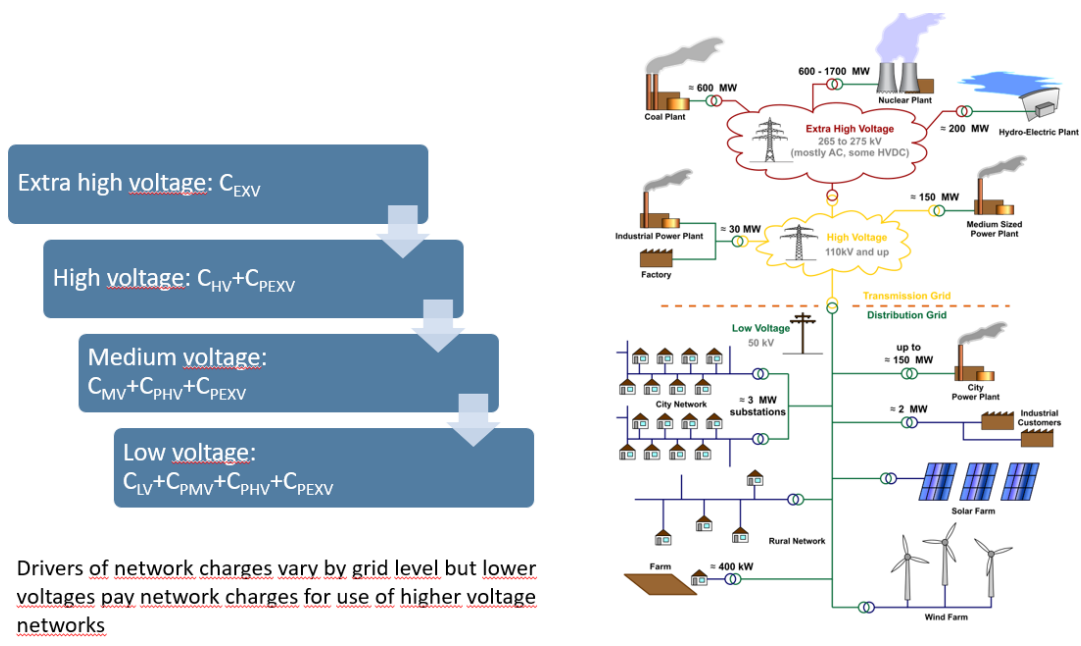 Extra high voltage: CEXV
High voltage: CHV+CPEXV
Medium voltage:
CMV+CPHV+CPEXV
Low voltage:
CLV+CPMV+CPHV+CPEXV
Drivers of network charges vary by grid level but lower
voltages pay network charges for use of higher voltage
networks
≈ 600 MW
Coal Plant
600 - 1700 MW
Nuclear Plant
Extra High Voltage
265 to 275 kV
(mostly AC, some HVDC)
≈ 200 MW
Hydro-Electric Plant
Industrial Power Plant
≈ 30 MW
Factory
High Voltage
110kV and up
≈ 150 MW
Medium Sized
Power Plant
Transmission Grid
Distribution Grid
Low Voltage
50 kV
City Network
≈ 3 MW
substations
up to
≈ 150 MW
City
Power Plant
≈ 2 MW
Industrial
Customers
Solar Farm
Rural Network
Farm
≈ 400 kW
Wind Farm